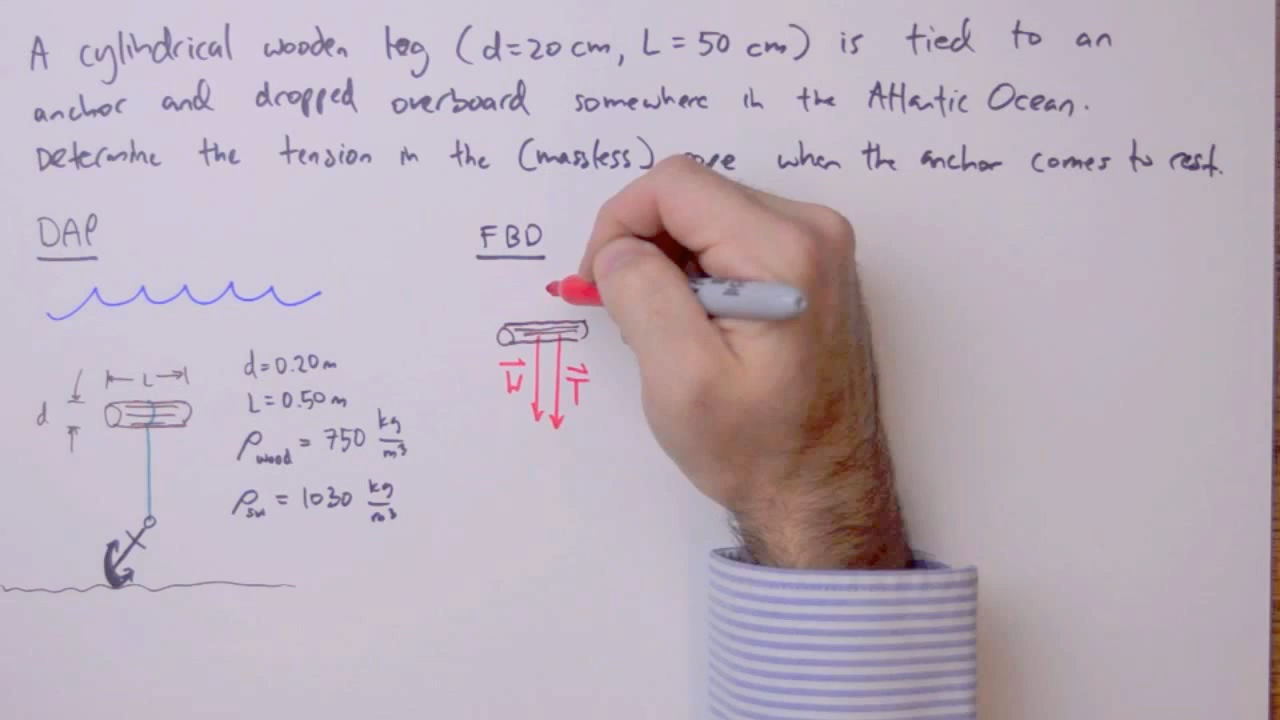 A cylindrical wooden leg (d=20 cm, L = 50 cm) is tied to an
anchor and dropped overboard somewhere in the Atlantic Ocean.
Determine the tension in the (massless) when the anchor comes to rest.
DAP
FBD
L
d
d=0.20m
L=0.50m
ρwood = 750 kg/m³
ρsw = 1030 kg/m³
W
T